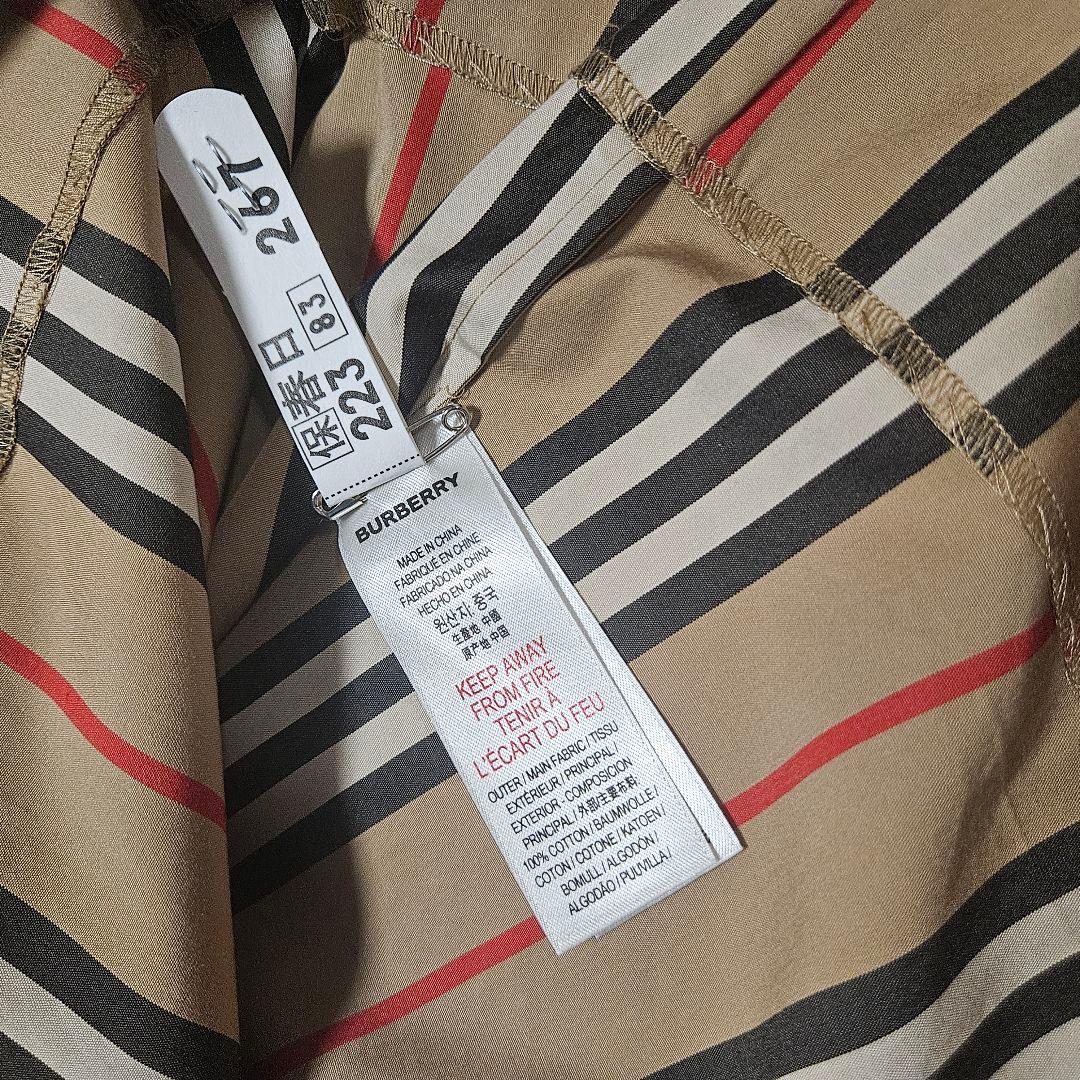 267
保春日 83
223
BURBERRY
MADE IN CHINA
FABRIQUÉ EN CHINE
FABRICADO NA CHINA
HECHO EN CHINA
원산지: 중국
生産地 中國
原产地 中国
KEEP AWAY
FROM FIRE
TENIR À
L'ÉCART DU FEU
OUTER / MAIN FABRIC / TISSU
EXTÉRIEUR / PRINCIPAL /
EXTERIOR - COMPOSICION
PRINCIPAL / 外部/主要布料
100% COTTON / BAUMWOLLE /
COTON / COTONE / KATOEN /
BOMULL / ALGODÓN /
ALGODÃO / PUUVILLA /